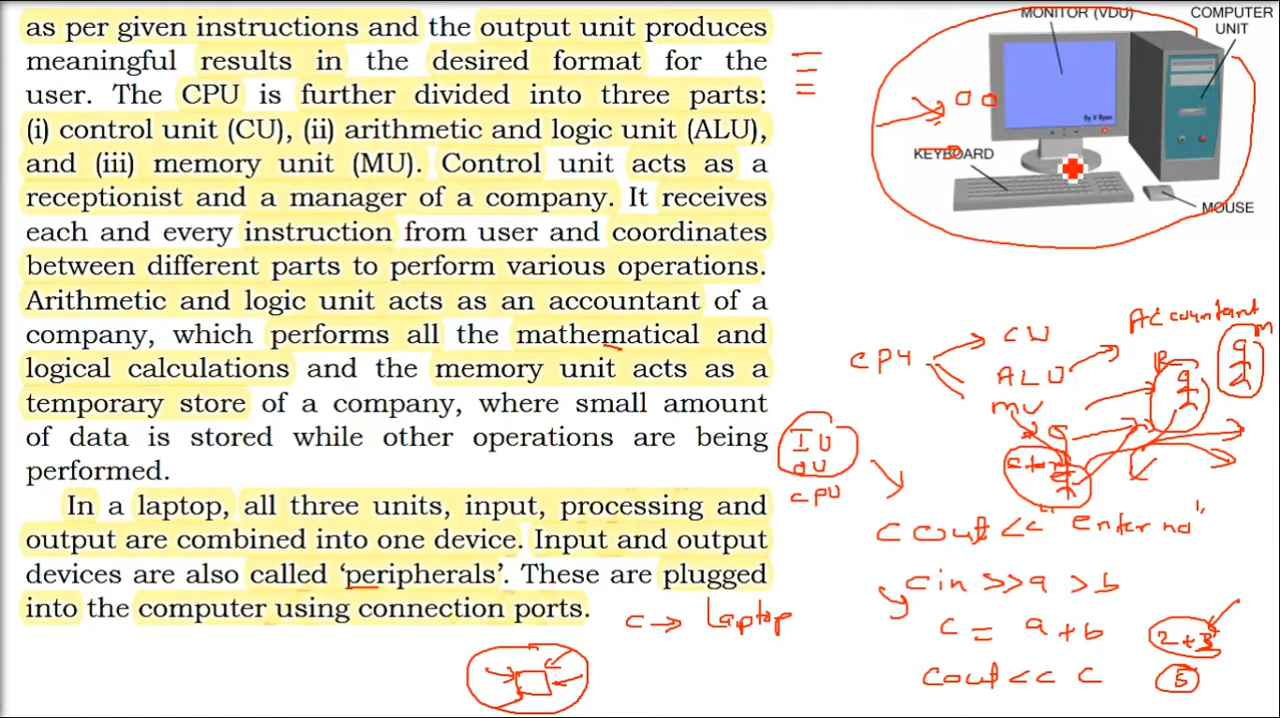 as per given instructions and the output unit produces
meaningful results in the desired format for the
user. The CPU is further divided into three parts:
(i) control unit (CU), (ii) arithmetic and logic unit (ALU),
and (iii) memory unit (MU). Control unit acts as a
receptionist and a manager of a company. It receives
each and every instruction from user and coordinates
between different parts to perform various operations.
Arithmetic and logic unit acts as an accountant of a
company, which performs all the mathematical and
logical calculations and the memory unit acts as a
temporary store of a company, where small amount
of data is stored while other operations are being
performed.
In a laptop, all three units, input, processing and
output are combined into one device. Input and output
devices are also called ‘peripherals’. These are plugged
into the computer using connection ports.
C → Laptop
MONITOR (VDU)
COMPUTER
UNIT
By V Ryan
KEYBOARD
MOUSE
CPU
CU
ALU
Accountant
MU
IU
OU
CPU
C cout << "enter no"
cin >> a > b
c = a + b
2 + 3
cout << c
5